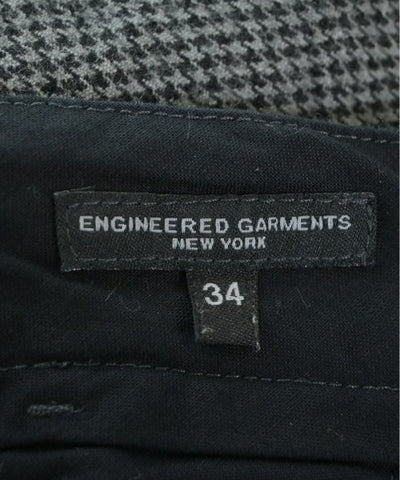 ENGINEERED GARMENTS
NEW YORK
34